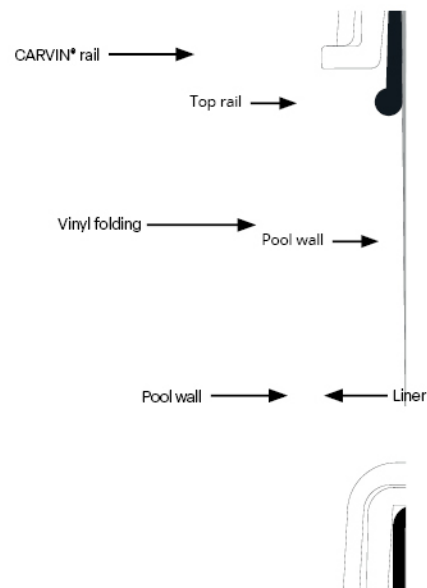 CARVIN® rail
Top rail
Vinyl folding
Pool wall
Pool wall
Liner